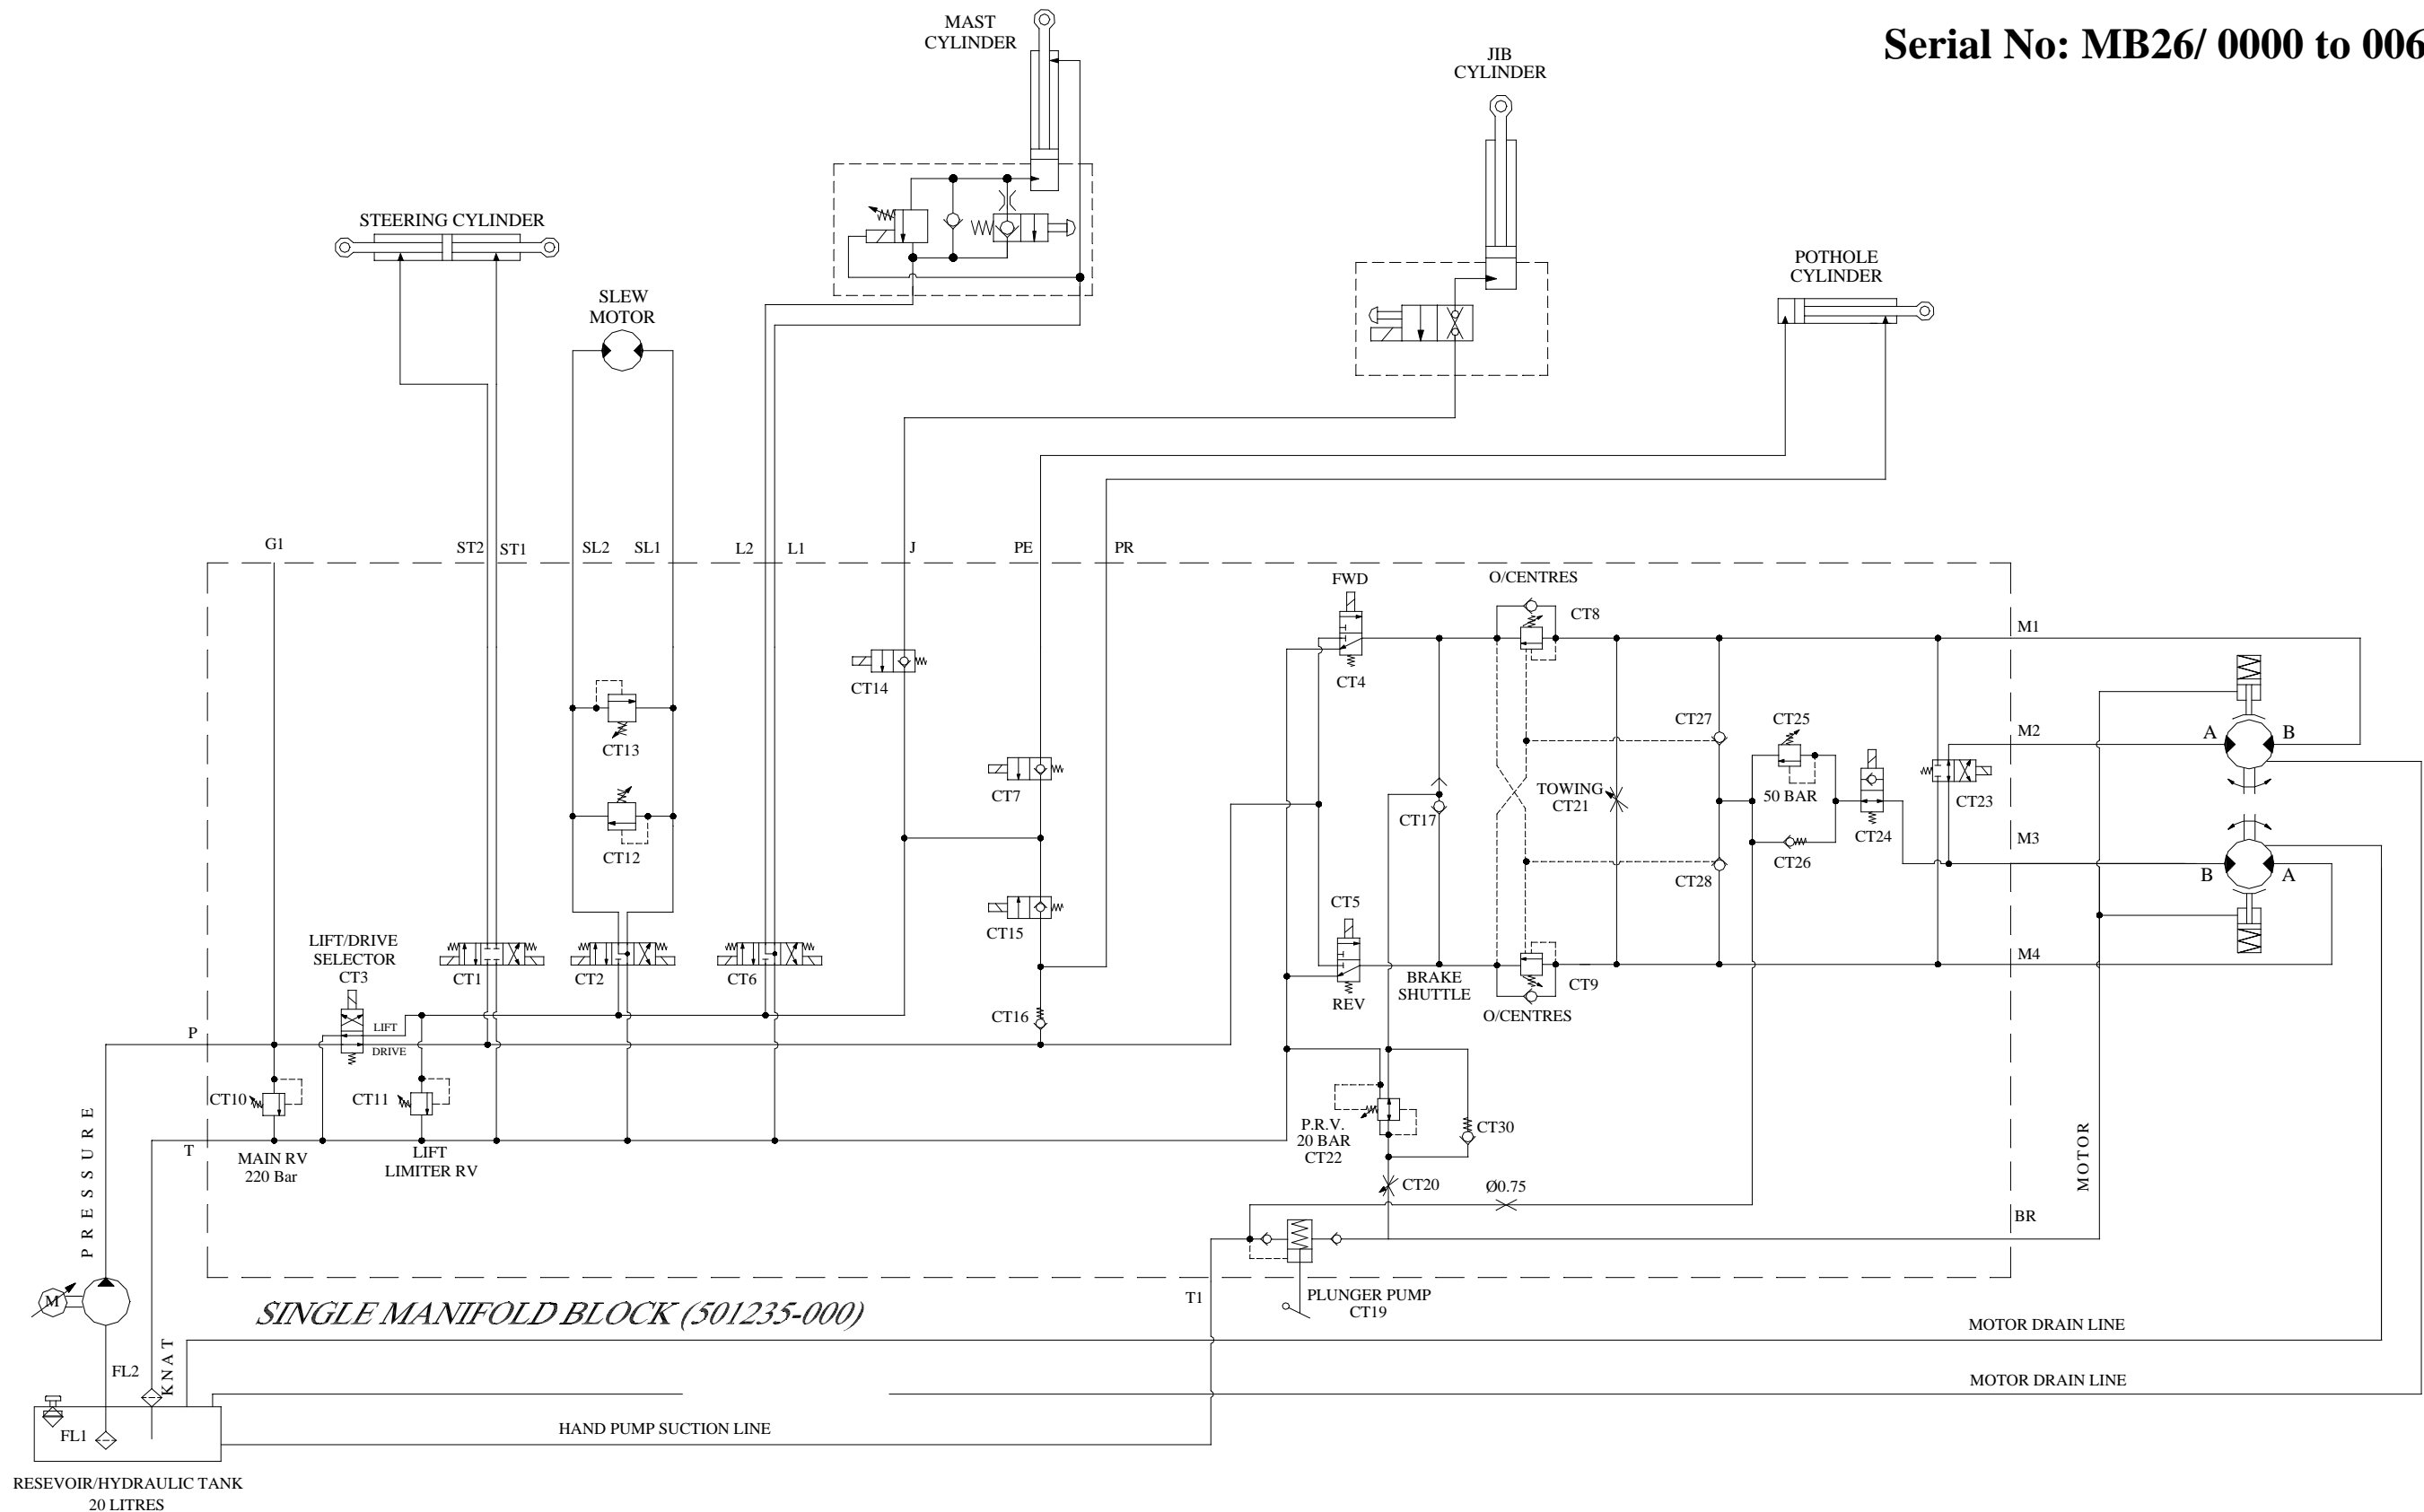 Serial No: MB26/ 0000 to 006
MAST
CYLINDER
JIB
CYLINDER
STEERING CYLINDER
POTHOLE
CYLINDER
SLEW
MOTOR
G1
ST2
ST1
SL2
SL1
L2
L1
J
PE
PR
FWD
O/CENTRES
CT8
M1
CT14
CT4
CT13
CT27
CT25
M2
A
B
CT7
TOWING
CT21
50 BAR
CT23
CT17
CT24
M3
CT12
CT26
B
A
CT28
CT5
CT15
LIFT/DRIVE
SELECTOR
CT3
CT1
CT2
CT6
M4
BRAKE
SHUTTLE
CT9
REV
O/CENTRES
CT16
P
LIFT
DRIVE
CT10
CT11
P.R.V.
20 BAR
CT22
CT30
T
MAIN RV
220 Bar
LIFT
LIMITER RV
PRESSURE
MOTOR
CT20
Ø0.75
BR
M
T1
PLUNGER PUMP
CT19
SINGLE MANIFOLD BLOCK (501235-000)
MOTOR DRAIN LINE
FL2
KNAT
MOTOR DRAIN LINE
FL1
HAND PUMP SUCTION LINE
RESEVOIR/HYDRAULIC TANK
20 LITRES